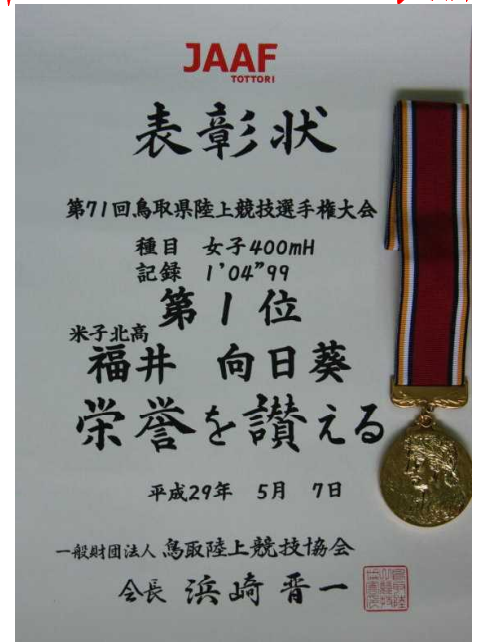 JAAF
TOTTORI
表彰状
第71回鳥取県陸上競技選手権大会
種目 女子400mH
記録 1'04"99
第1位
米子北高
福井 向日葵
栄誉を讃える
平成29年 5月 7日
一般財団法人 鳥取陸上競技協会
会長 浜崎晋一